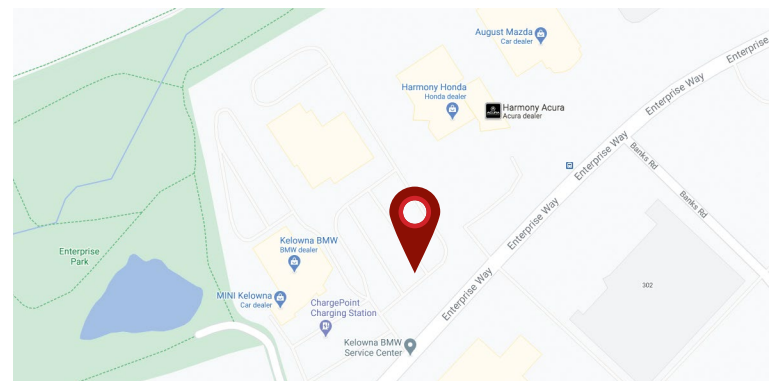 August Mazda
Car dealer
Enterprise Way
Harmony Honda
Honda dealer
Enterprise Way
ACURA
Harmony Acura
Acura dealer
Enterprise Way
Banks Rd
Banks Rd
Enterprise Way
Kelowna BMW
BMW dealer
Enterprise
Park
302
MINI Kelowna
Car dealer
Enterprise Way
ChargePoint
Charging Station
Kelowna BMW
Service Center